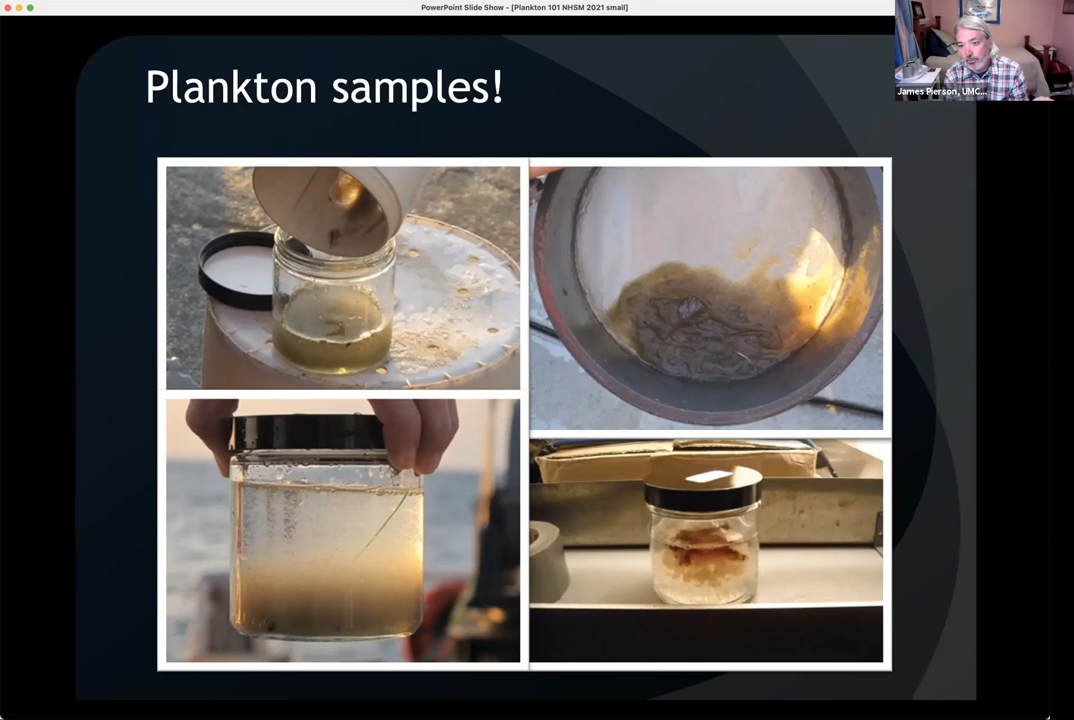 PowerPoint Slide Show - [Plankton 101 NHSM 2021 small]
Plankton samples!
James Pierson, UMC...